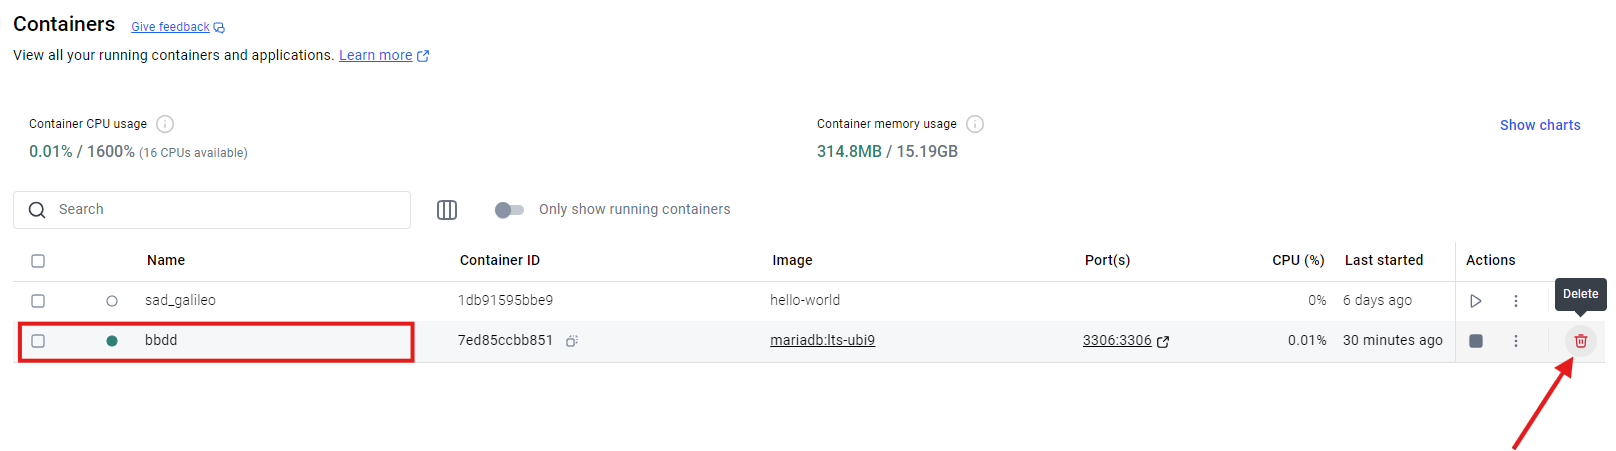 Containers Give feedback
View all your running containers and applications. Learn more
Container CPU usage Container memory usage Show charts
0.01% / 1600% (16 CPUs available) 314.8MB / 15.19GB
Search Only show running containers
Name Container ID Image Port(s) CPU (%) Last started Actions
Delete
sad_galileo 1db91595bbe9 hello-world 0% 6 days ago
bbdd 7ed85ccbb851 mariadb:lts-ubi9 3306:3306 0.01% 30 minutes ago